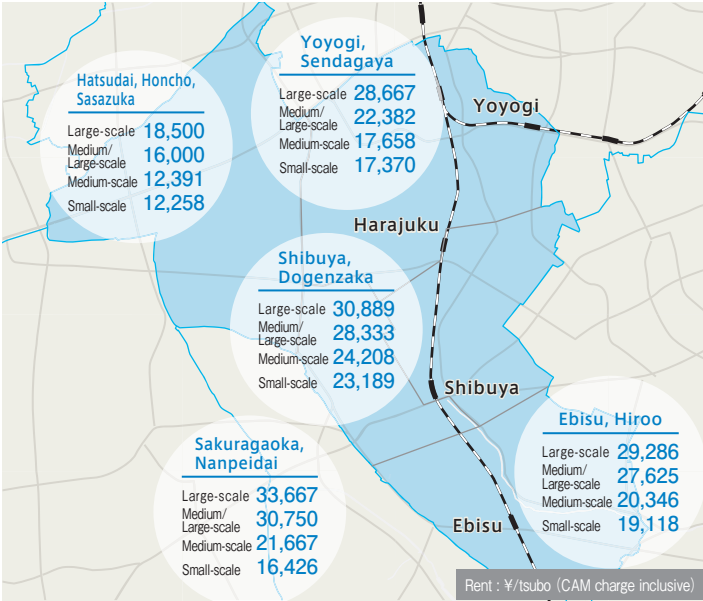 Yoyogi,
Sendagaya
Large-scale 28,667
Medium/
Large-scale 22,382
Medium-scale 17,658
Small-scale 17,370
Hatsudai, Honcho,
Sasazuka
Large-scale 18,500
Medium/
Large-scale 16,000
Medium-scale 12,391
Small-scale 12,258
Yoyogi
Harajuku
Shibuya,
Dogenzaka
Large-scale 30,889
Medium/
Large-scale 28,333
Medium-scale 24,208
Small-scale 23,189
Shibuya
Ebisu, Hiroo
Large-scale 29,286
Medium/
Large-scale 27,625
Medium-scale 20,346
Small-scale 19,118
Sakuragaoka,
Nanpeidai
Large-scale 33,667
Medium/
Large-scale 30,750
Medium-scale 21,667
Small-scale 16,426
Ebisu
Rent : ¥/tsubo (CAM charge inclusive)